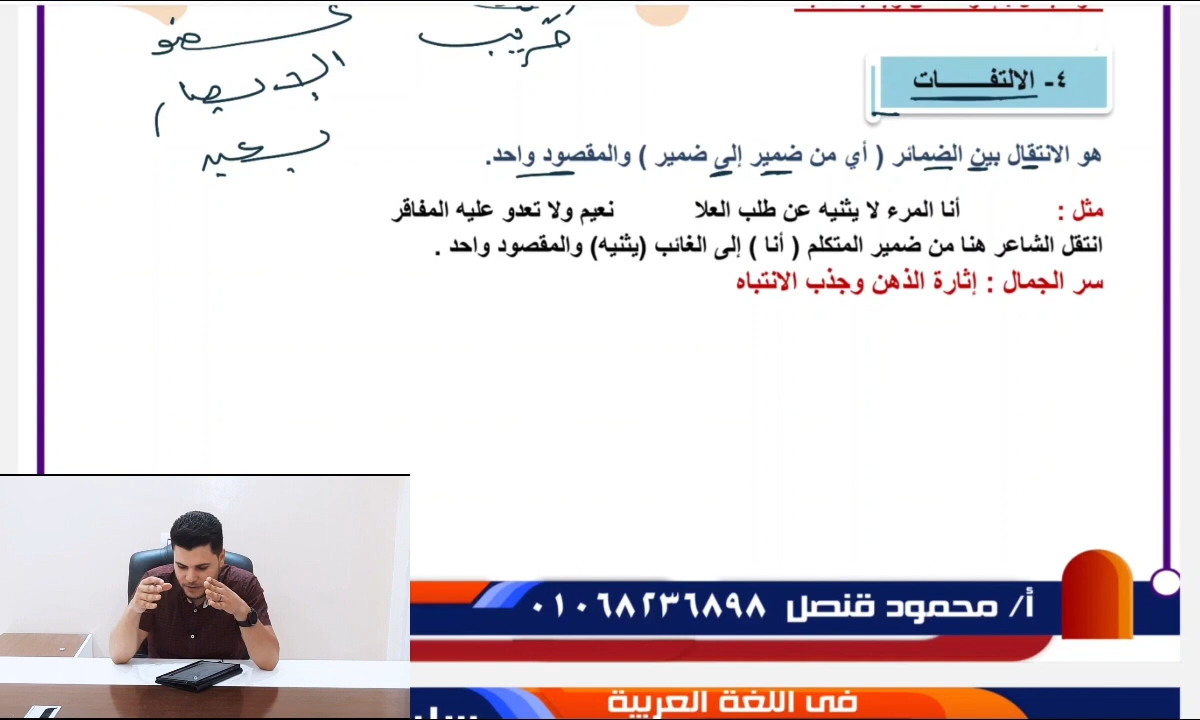 قريب
عضو
الجسم
بعيد
٤- الالتفـــــــات
هو الانتقال بين الضمائر ( أي من ضمير إلى ضمير ) والمقصود واحد.
مثل : أنا المرء لا يثنيه عن طلب العلا نعيم ولا تعدو عليه المفاقر
انتقل الشاعر هنا من ضمير المتكلم ( أنا ) إلى الغائب (يثنيه) والمقصود واحد .
سر الجمال : إثارة الذهن وجذب الانتباه
أ/ محمود قنصل ٠١٠٦٨٢٣٦٨٩٨
فى اللغة العربية